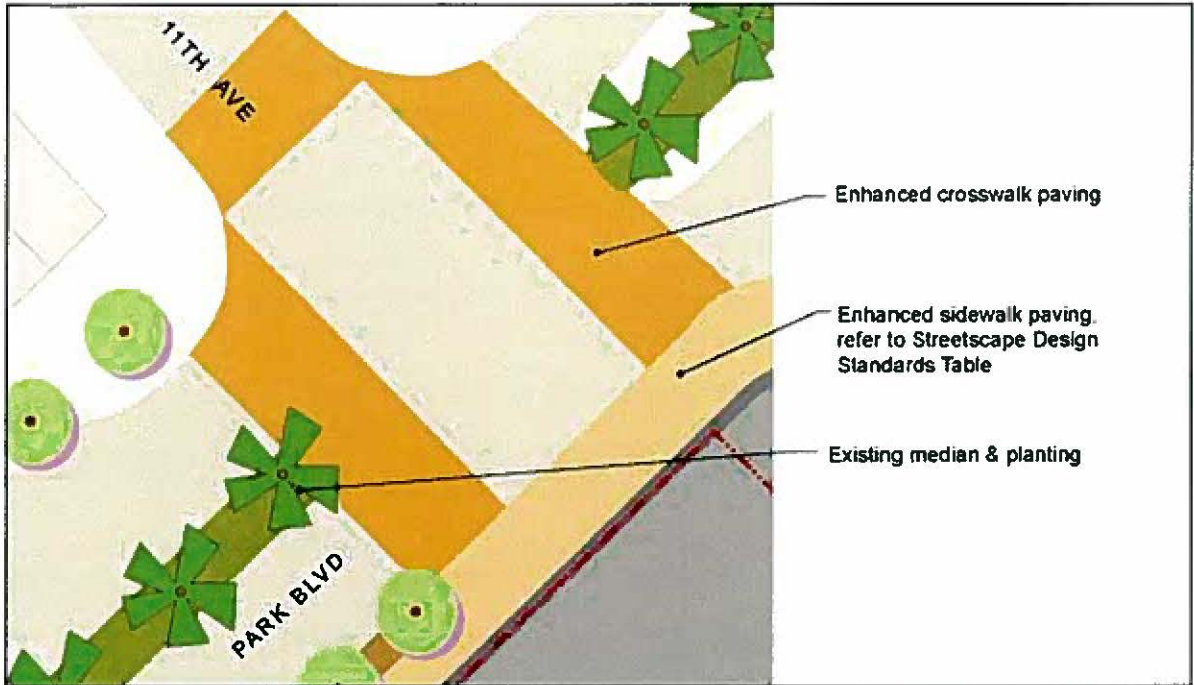 11TH AVE
Enhanced crosswalk paving
Enhanced sidewalk paving,
refer to Streetscape Design
Standards Table
Existing median & planting
PARK BLVD